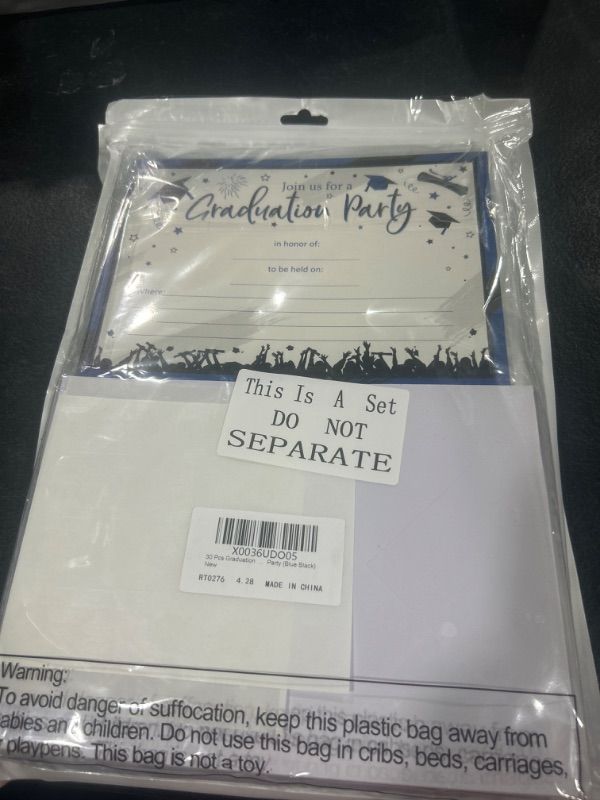 Join us for a
Graduation Party
in honor of:
to be held on:
Where:
This Is A Set
DO NOT
SEPARATE
X0036UDO05
30 Pcs Graduation ... Party (Blue Black)
New
RT0276 4.28 MADE IN CHINA
Warning:
To avoid danger of suffocation, keep this plastic bag away from
abies and children. Do not use this bag in cribs, beds, carriages,
r playpens. This bag is not a toy.